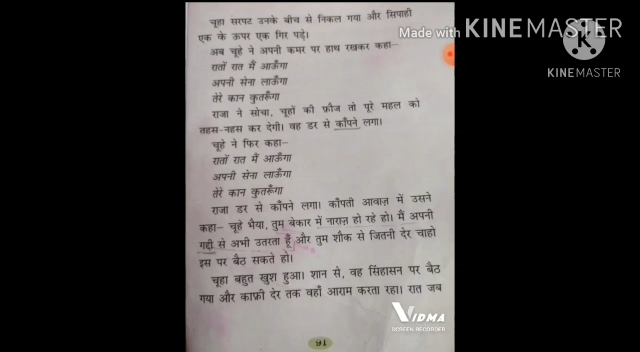 चूहा सरपट उनके बीच से निकल गया और सिपाही
एक के ऊपर एक गिर पड़े।
अब चूहे ने अपनी कमर पर हाथ रखकर कहा–
रातों रात मैं आऊँगा
अपनी सेना लाऊँगा
तेरे कान कुतरूँगा
राजा ने सोचा, चूहों की फ़ौज तो पूरे महल को
तहस-नहस कर देगी। वह डर से काँपने लगा।
चूहे ने फिर कहा–
रातों रात मैं आऊँगा
अपनी सेना लाऊँगा
तेरे कान कुतरूँगा
राजा डर से काँपने लगा। काँपती आवाज़ में उसने
कहा– चूहे भैया, तुम बेकार में नाराज़ हो रहे हो। मैं अपनी
गद्दी से अभी उतरता हूँ और तुम शौक से जितनी देर चाहो
इस पर बैठ सकते हो।
चूहा बहुत खुश हुआ। शान से, वह सिंहासन पर बैठ
गया और काफ़ी देर तक वहाँ आराम करता रहा। रात जब
91
Made with KINEMASTER
K
KINEMASTER
VIDMA
SCREEN RECORDER